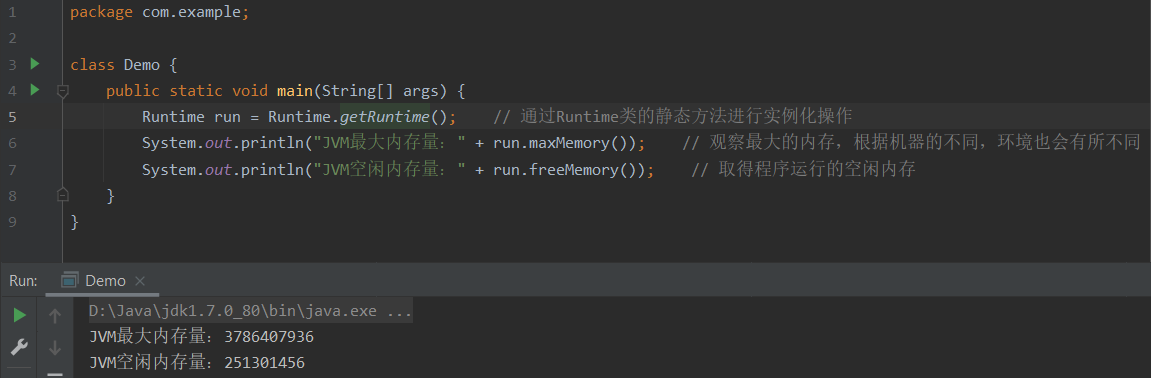 1 package com.example;
2
3 class Demo {
4 public static void main(String[] args) {
5 Runtime run = Runtime.getRuntime(); // 通过Runtime类的静态方法进行实例化操作
6 System.out.println("JVM最大内存量：" + run.maxMemory()); // 观察最大的内存，根据机器的不同，环境也会有所不同
7 System.out.println("JVM空闲内存量：" + run.freeMemory()); // 取得程序运行的空闲内存
8 }
9 }
Run: Demo ×
D:\Java\jdk1.7.0_80\bin\java.exe ...
JVM最大内存量：3786407936
JVM空闲内存量：251301456